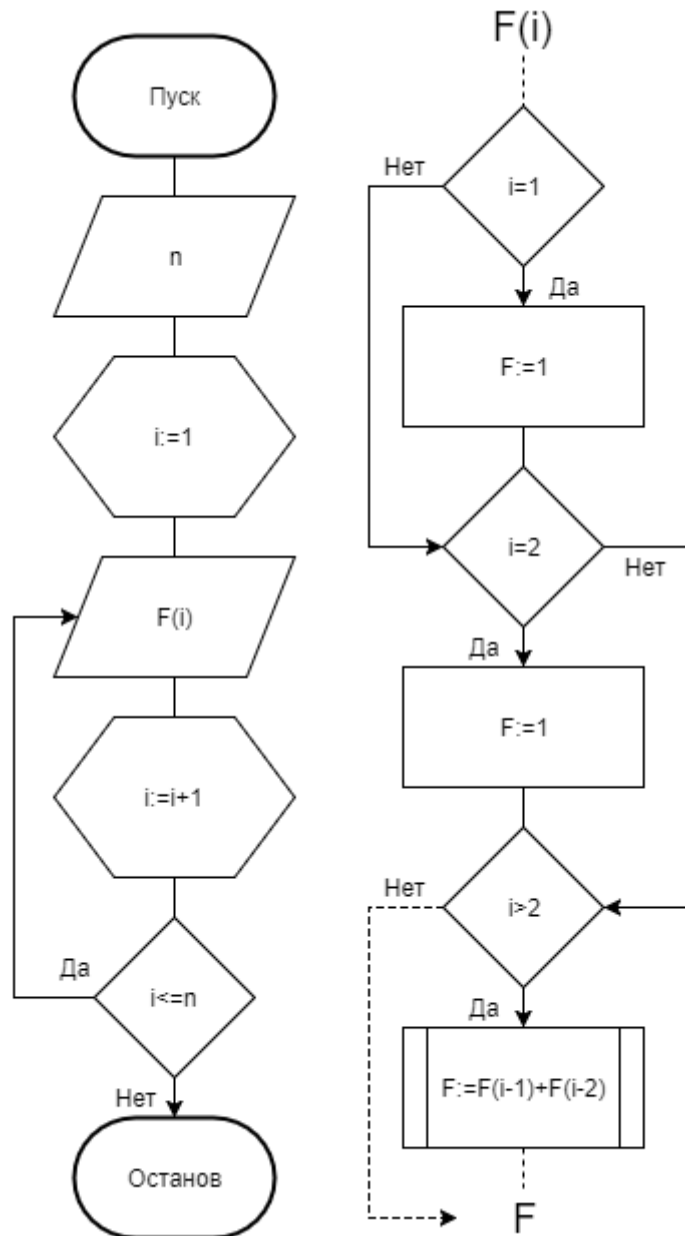 Пуск
n
i:=1
F(i)
i:=i+1
Да
i<=n
Нет
Останов
F(i)
Нет
i=1
Да
F:=1
i=2
Нет
Да
F:=1
Нет
i>2
Да
F:=F(i-1)+F(i-2)
F